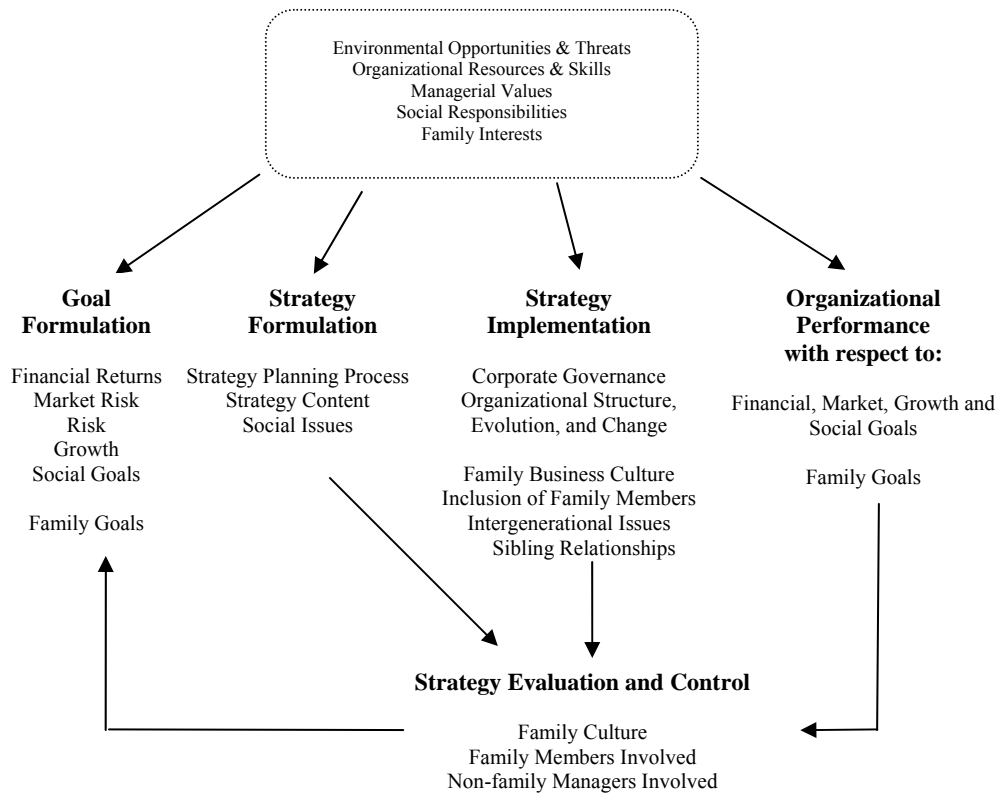 Environmental Opportunities & Threats
Organizational Resources & Skills
Managerial Values
Social Responsibilities
Family Interests
Goal
Formulation
Financial Returns
Market Risk
Risk
Growth
Social Goals
Family Goals
Strategy
Formulation
Strategy Planning Process
Strategy Content
Social Issues
Strategy
Implementation
Corporate Governance
Organizational Structure,
Evolution, and Change
Family Business Culture
Inclusion of Family Members
Intergenerational Issues
Sibling Relationships
Organizational
Performance
with respect to:
Financial, Market, Growth and
Social Goals
Family Goals
Strategy Evaluation and Control
Family Culture
Family Members Involved
Non-family Managers Involved